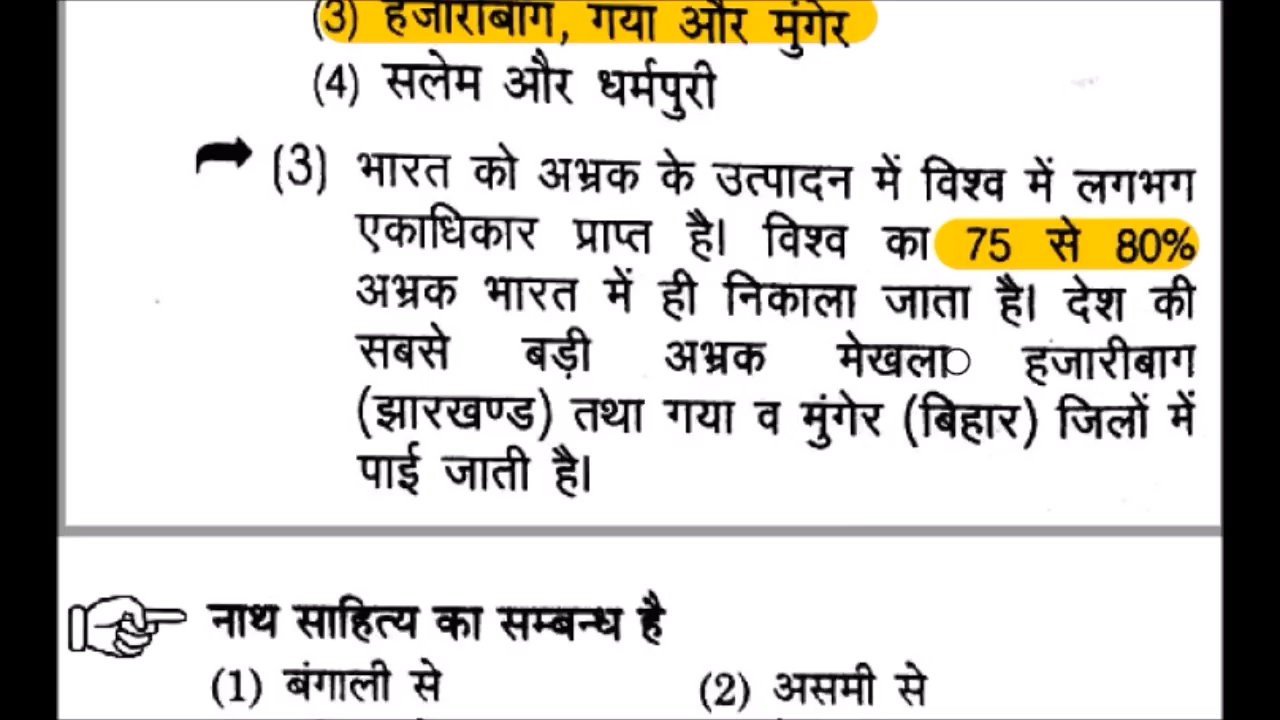 (3) हजारीबाग, गया और मुंगेर
(4) सलेम और धर्मपुरी
(3) भारत को अभ्रक के उत्पादन में विश्व में लगभग
एकाधिकार प्राप्त है। विश्व का 75 से 80%
अभ्रक भारत में ही निकाला जाता है। देश की
सबसे बड़ी अभ्रक मेखला हजारीबाग
(झारखण्ड) तथा गया व मुंगेर (बिहार) जिलों में
पाई जाती है।
नाथ साहित्य का सम्बन्ध है
(1) बंगाली से (2) असमी से